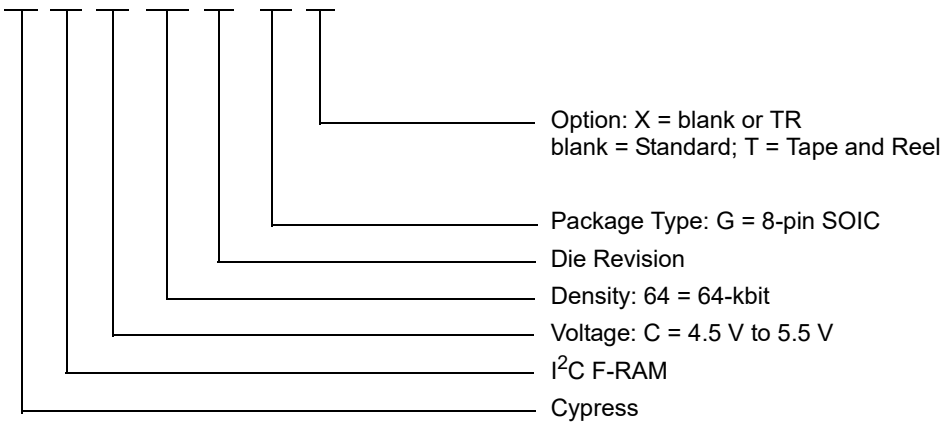 Option: X = blank or TR
blank = Standard; T = Tape and Reel
Package Type: G = 8-pin SOIC
Die Revision
Density: 64 = 64-kbit
Voltage: C = 4.5 V to 5.5 V
I²C F-RAM
Cypress